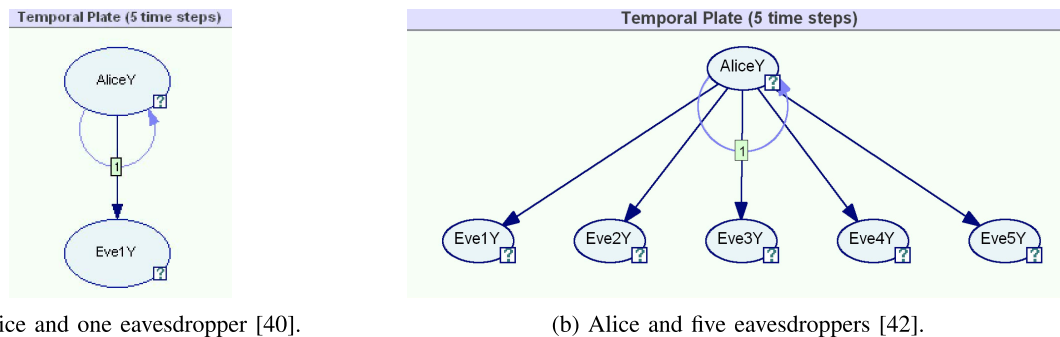 Temporal Plate (5 time steps)
AliceY
?
1
Eve1Y
?
ice and one eavesdropper [40].
Temporal Plate (5 time steps)
AliceY
?
1
Eve1Y
?
Eve2Y
?
Eve3Y
?
Eve4Y
?
Eve5Y
?
(b) Alice and five eavesdroppers [42].